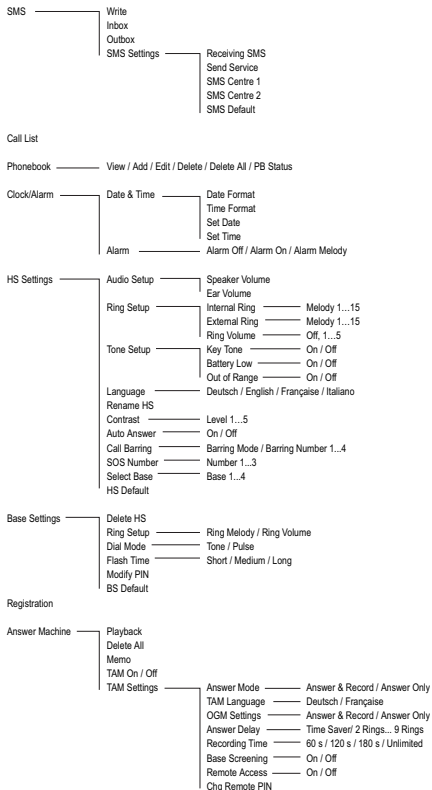 SMS Write
Inbox
Outbox
SMS Settings Receiving SMS
Send Service
SMS Centre 1
SMS Centre 2
SMS Default
Call List
Phonebook View / Add / Edit / Delete / Delete All / PB Status
Clock/Alarm Date & Time Date Format
Time Format
Set Date
Set Time
Alarm Alarm Off / Alarm On / Alarm Melody
HS Settings Audio Setup Speaker Volume
Ear Volume
Ring Setup Internal Ring Melody 1…15
External Ring Melody 1…15
Ring Volume Off, 1…5
Tone Setup Key Tone On / Off
Battery Low On / Off
Out of Range On / Off
Language Deutsch / English / Française / Italiano
Rename HS
Contrast Level 1…5
Auto Answer On / Off
Call Barring Barring Mode / Barring Number 1...4
SOS Number Number 1...3
Select Base Base 1...4
HS Default
Base Settings Delete HS
Ring Setup Ring Melody / Ring Volume
Dial Mode Tone / Pulse
Flash Time Short / Medium / Long
Modify PIN
BS Default
Registration
Answer Machine Playback
Delete All
Memo
TAM On / Off
TAM Settings Answer Mode Answer & Record / Answer Only
TAM Language Deutsch / Française
OGM Settings Answer & Record / Answer Only
Answer Delay Time Saver/ 2 Rings... 9 Rings
Recording Time 60 s / 120 s / 180 s / Unlimited
Base Screening On / Off
Remote Access On / Off
Chg Remote PIN